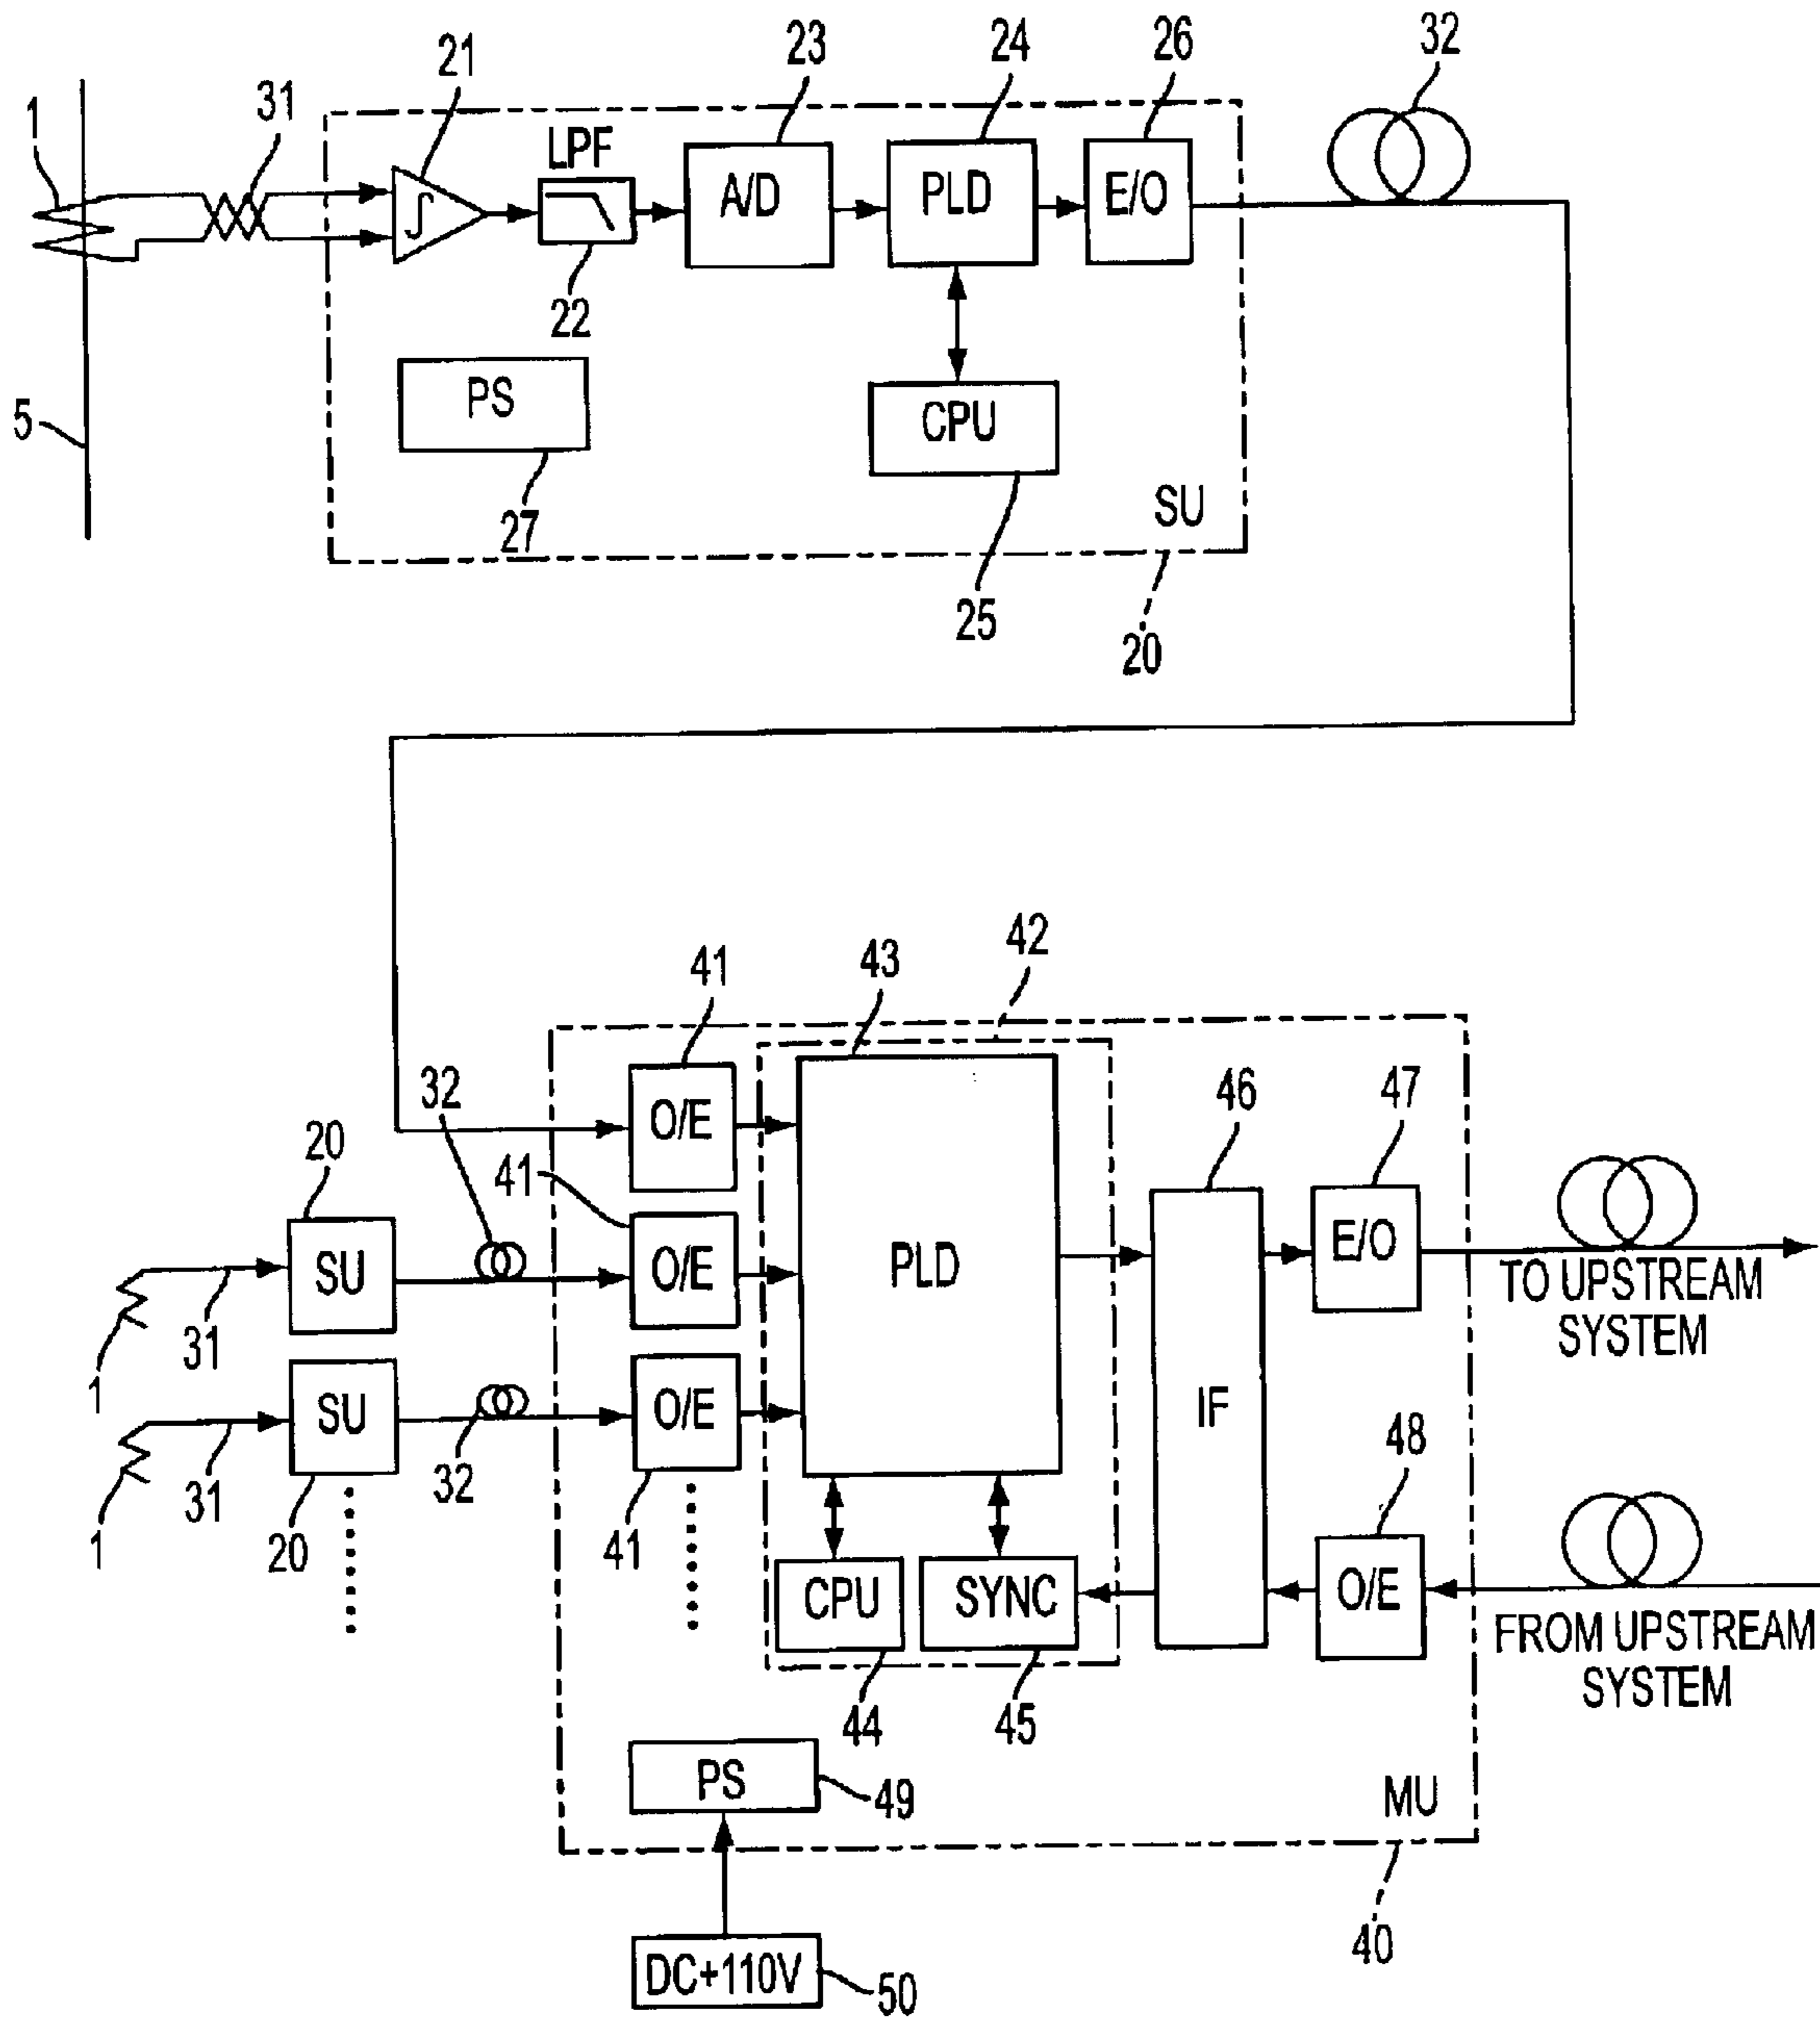 21
23
24
26
32
1
31
LPF
A/D
PLD
E/O
22
PS
CPU
5
27
SU
25
20
42
41
43
32
O/E
46
47
20
41
SU
O/E
PLD
E/O
TO UPSTREAM
SYSTEM
1
31
SU
O/E
IF
48
1
31
20
32
41
CPU
SYNC
O/E
FROM UPSTREAM
SYSTEM
44
45
PS
49
MU
40
DC+110V
50